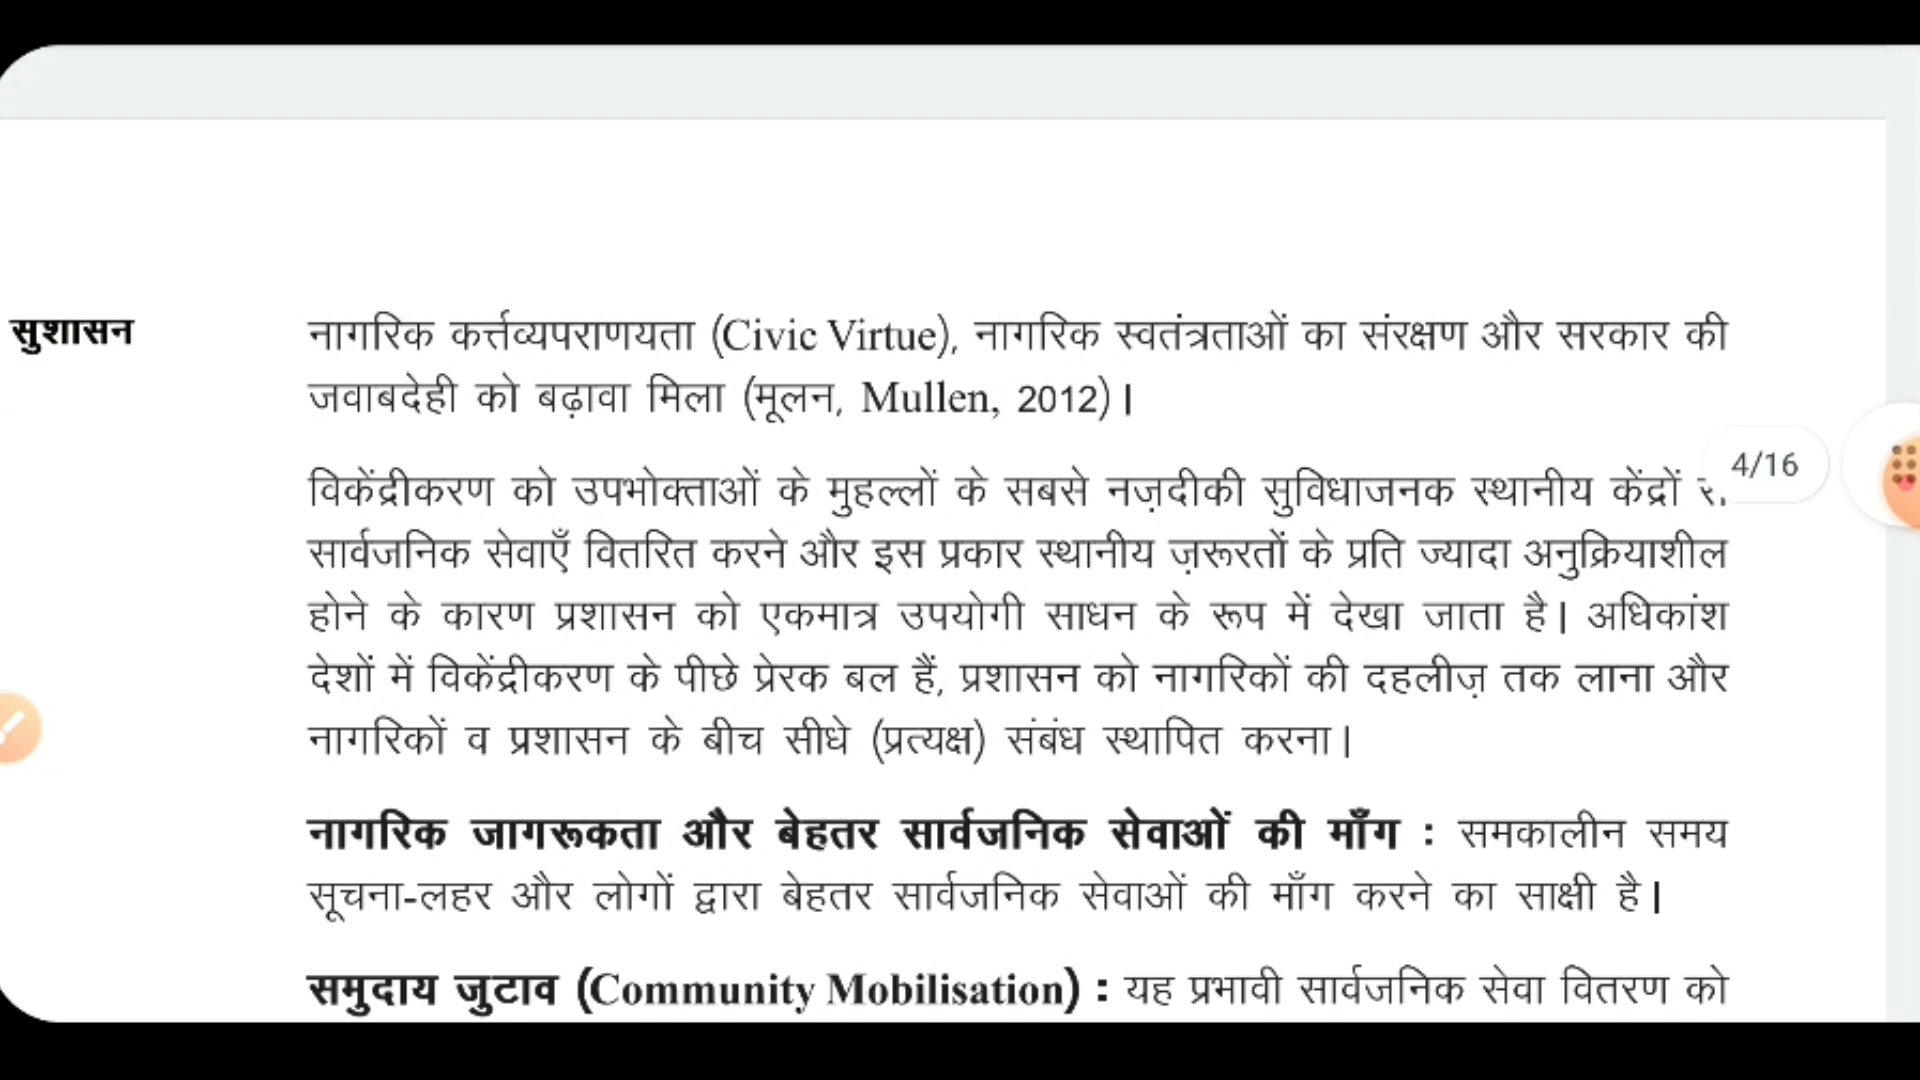 सुशासन
नागरिक कर्त्तव्यपराणयता (Civic Virtue), नागरिक स्वतंत्रताओं का संरक्षण और सरकार की
जवाबदेही को बढ़ावा मिला (मूलन, Mullen, 2012)।
4/16
विकेंद्रीकरण को उपभोक्ताओं के मुहल्लों के सबसे नज़दीकी सुविधाजनक स्थानीय केंद्रों
सार्वजनिक सेवाएँ वितरित करने और इस प्रकार स्थानीय ज़रूरतों के प्रति ज्यादा अनुक्रियाशील
होने के कारण प्रशासन को एकमात्र उपयोगी साधन के रूप में देखा जाता है। अधिकांश
देशों में विकेंद्रीकरण के पीछे प्रेरक बल हैं, प्रशासन को नागरिकों की दहलीज़ तक लाना और
नागरिकों व प्रशासन के बीच सीधे (प्रत्यक्ष) संबंध स्थापित करना।
नागरिक जागरूकता और बेहतर सार्वजनिक सेवाओं की माँग : समकालीन समय
सूचना-लहर और लोगों द्वारा बेहतर सार्वजनिक सेवाओं की माँग करने का साक्षी है।
समुदाय जुटाव (Community Mobilisation) : यह प्रभावी सार्वजनिक सेवा वितरण को